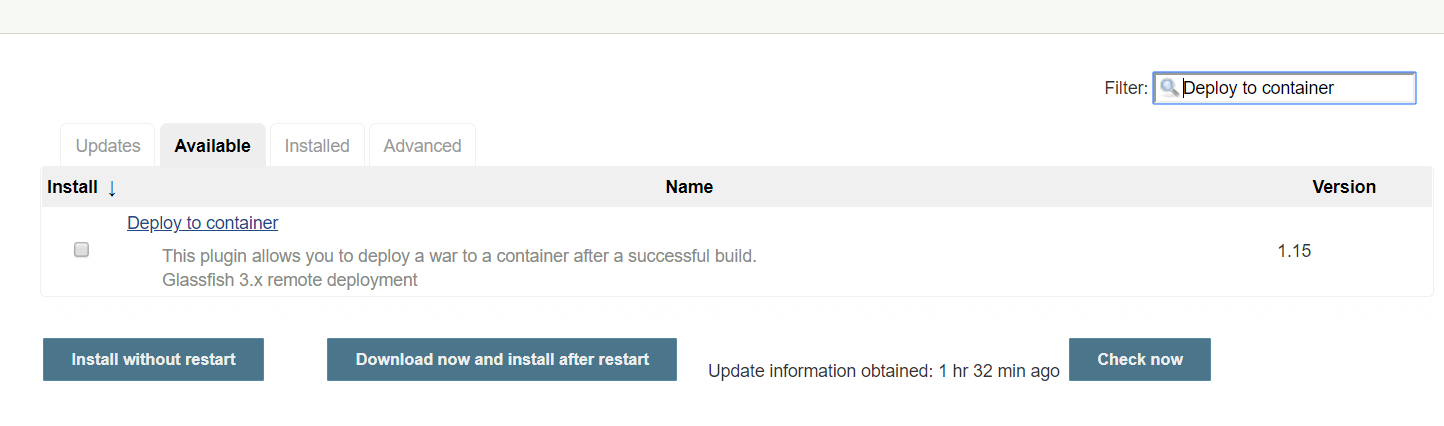 Filter: Deploy to container
Updates Available Installed Advanced
Install ↓ Name Version
Deploy to container
This plugin allows you to deploy a war to a container after a successful build.
1.15
Glassfish 3.x remote deployment
Install without restart Download now and install after restart Update information obtained: 1 hr 32 min ago Check now